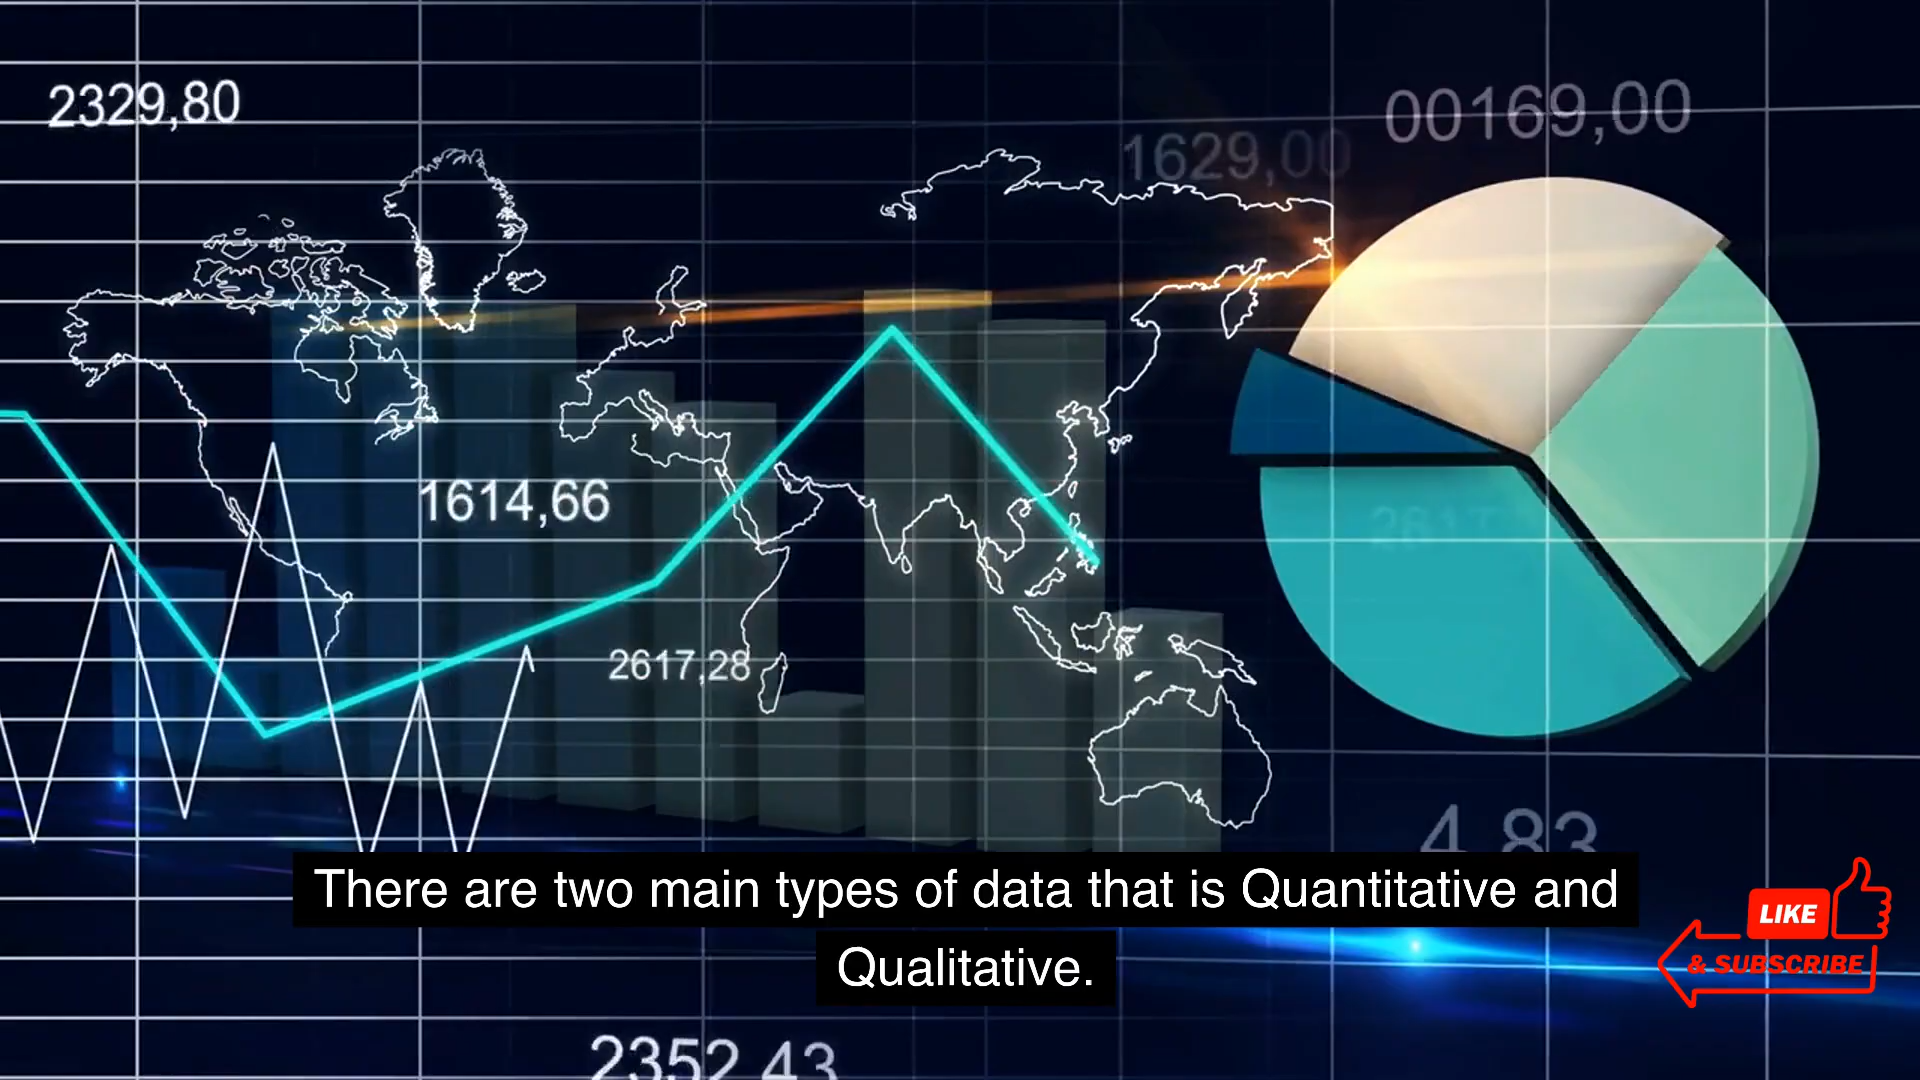 2329,80
00169,00
1629,00
1614,66
2617,28
4,83
There are two main types of data that is Quantitative and
Qualitative.
LIKE
& SUBSCRIBE
2352,43